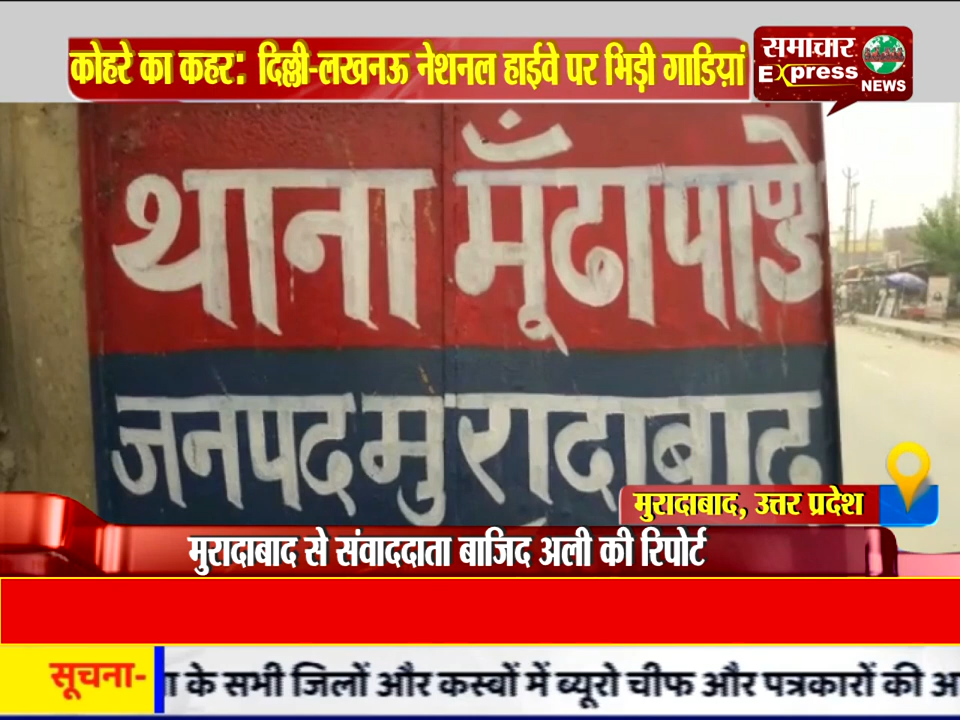 कोहरे का कहर: दिल्ली-लखनऊ नेशनल हाईवे पर भिड़ी गाडिय़ां
समाचार
Express
NEWS
थाना मूँढापाडे
जनपद मुरादाबाद
मुरादाबाद, उत्तर प्रदेश
मुरादाबाद से संवाददाता बाजिद अली की रिपोर्ट
सूचना- के सभी जिलों और कस्बों में ब्यूरो चीफ और पत्रकारों की